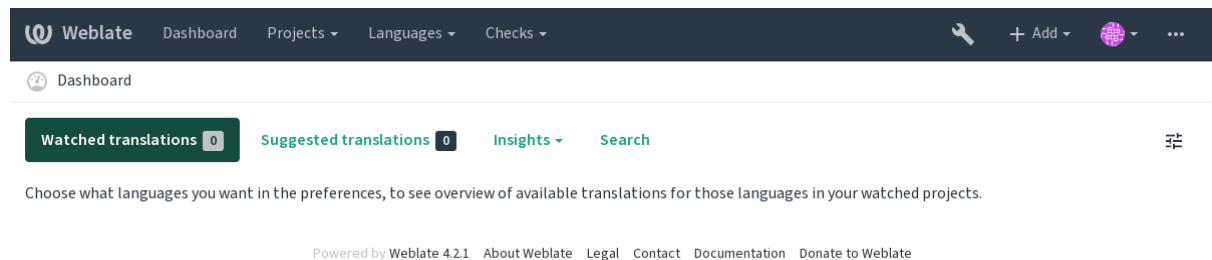 Weblate Dashboard Projects Languages Checks Add
Dashboard
Watched translations 0 Suggested translations 0 Insights Search
Choose what languages you want in the preferences, to see overview of available translations for those languages in your watched projects.
Powered by Weblate 4.2.1 About Weblate Legal Contact Documentation Donate to Weblate